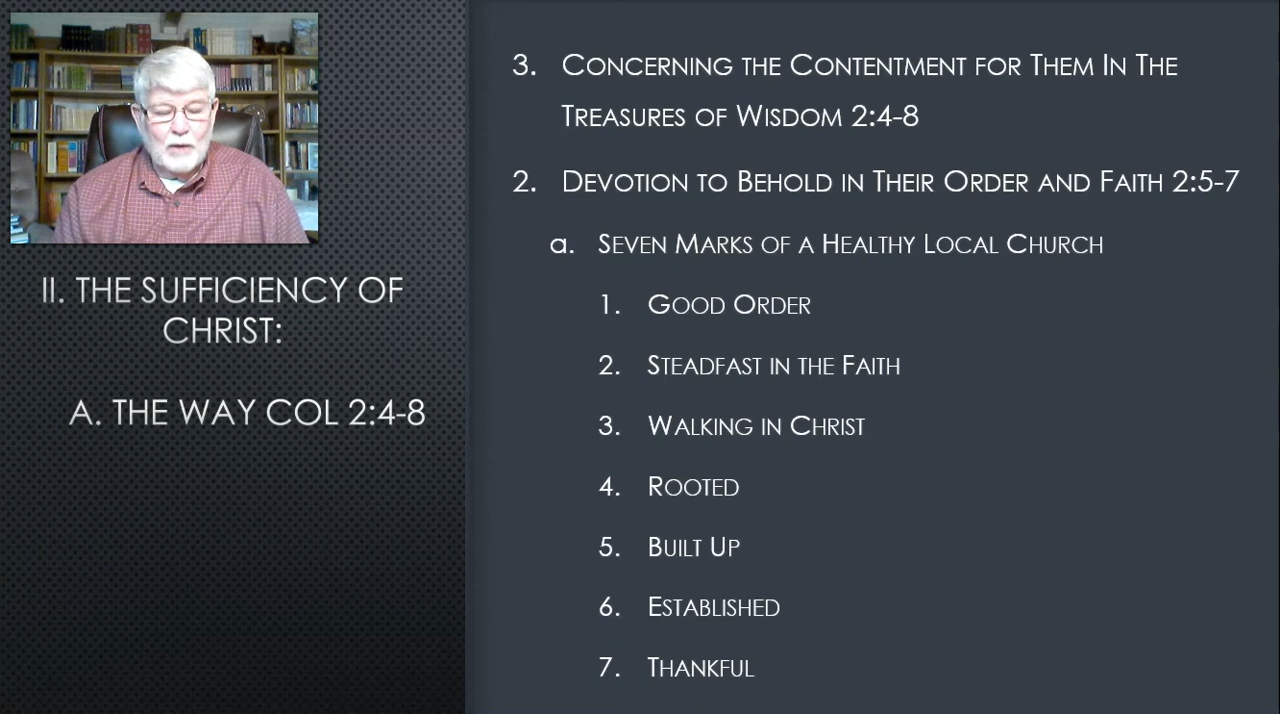 II. THE SUFFICIENCY OF
CHRIST:
A. THE WAY COL 2:4-8
3. CONCERNING THE CONTENTMENT FOR THEM IN THE
TREASURES OF WISDOM 2:4-8
2. DEVOTION TO BEHOLD IN THEIR ORDER AND FAITH 2:5-7
a. SEVEN MARKS OF A HEALTHY LOCAL CHURCH
1. GOOD ORDER
2. STEADFAST IN THE FAITH
3. WALKING IN CHRIST
4. ROOTED
5. BUILT UP
6. ESTABLISHED
7. THANKFUL